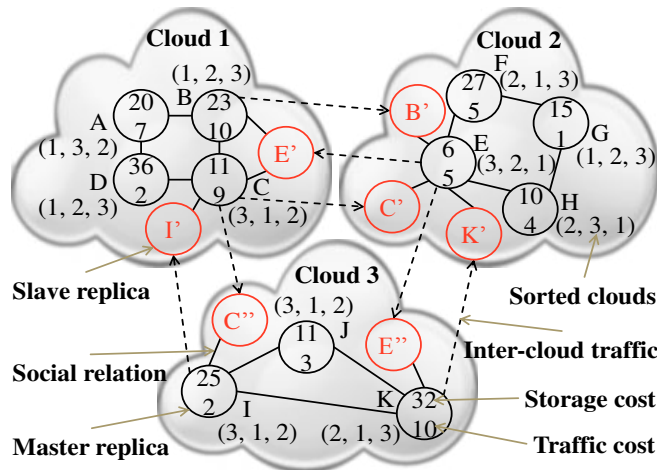 Cloud 1
Cloud 2
F
(1, 2, 3)
(2, 1, 3)
B
A
20
7
23
10
27
5
B'
15
1
G
(1, 3, 2)
E'
E
6
5
(3, 2, 1)
(1, 2, 3)
D
36
2
11
9
C
10
4
H
(1, 2, 3)
(3, 1, 2)
C'
(2, 3, 1)
I'
K'
Cloud 3
Slave replica
Sorted clouds
(3, 1, 2)
C''
11
3
J
E''
Inter-cloud traffic
Social relation
25
2
I
K
32
10
Storage cost
Master replica
(3, 1, 2)
(2, 1, 3)
Traffic cost